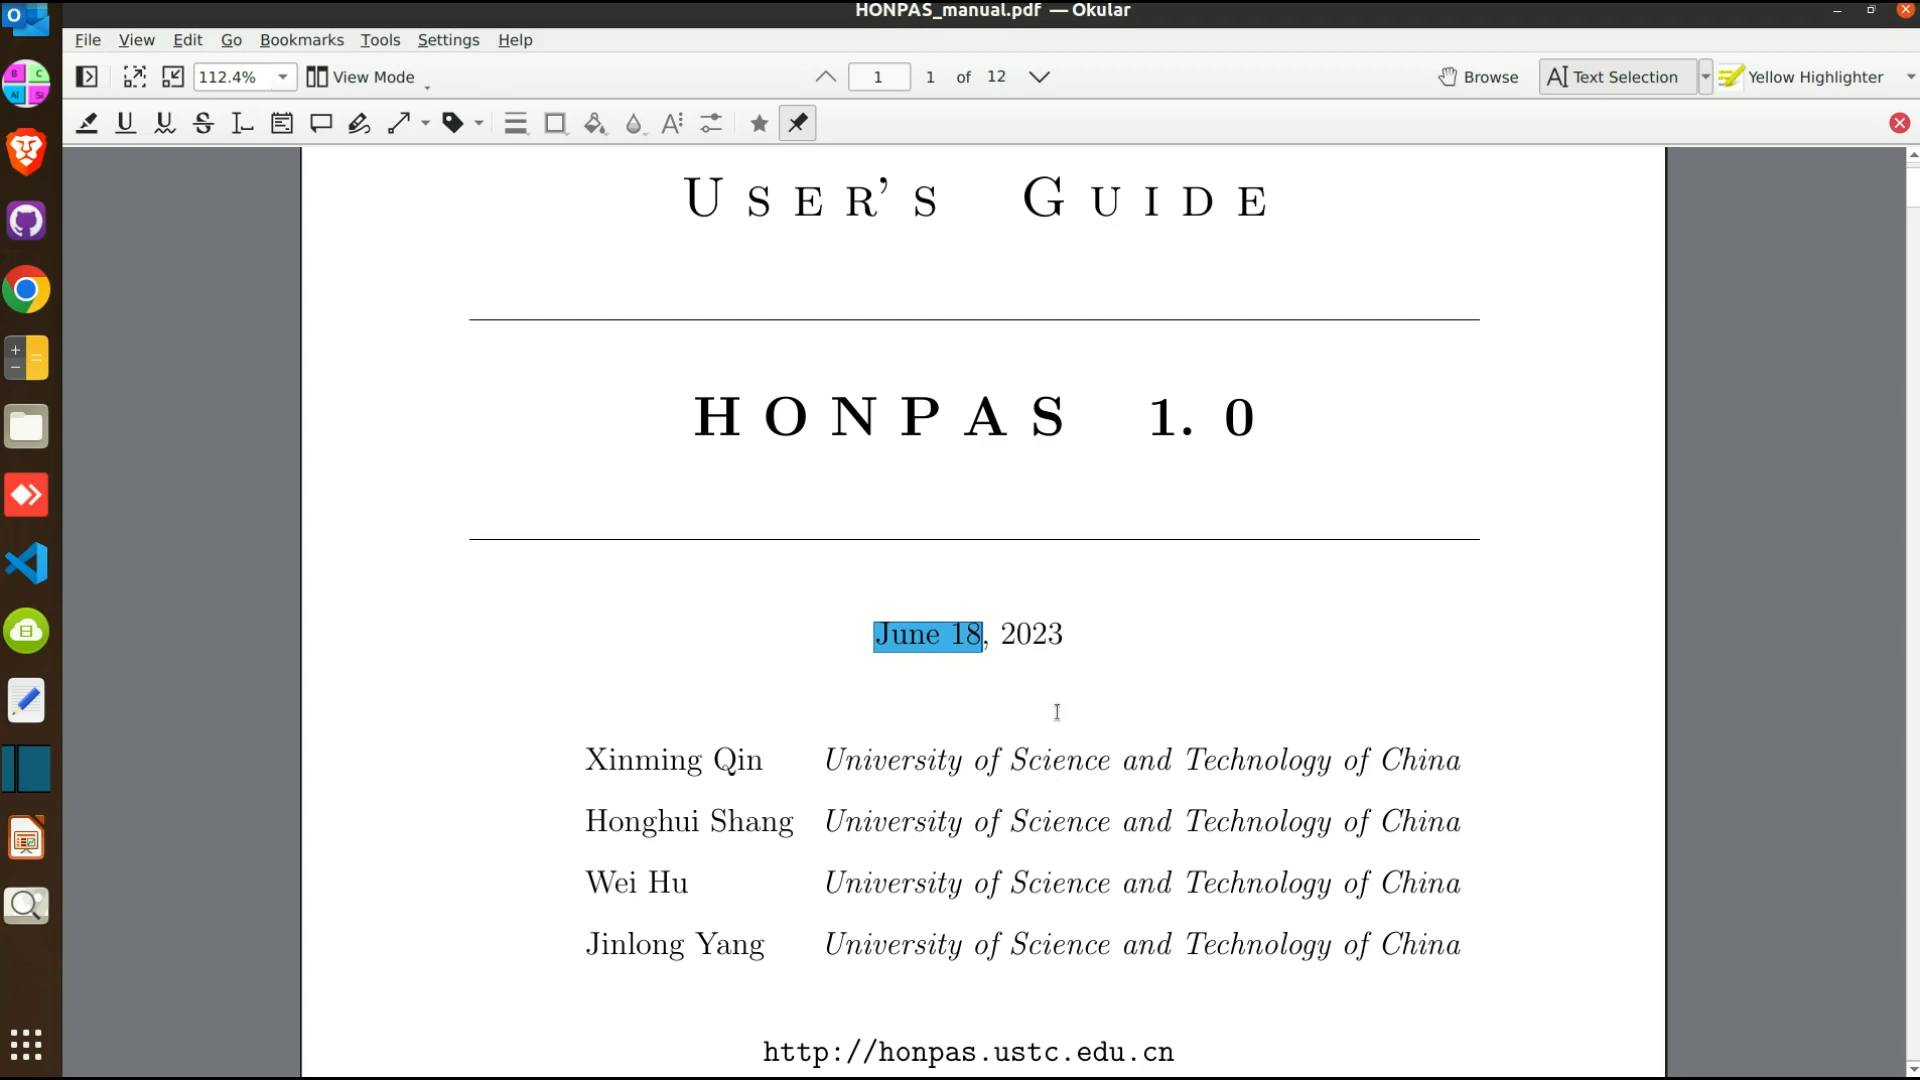 HONPAS_manual.pdf — Okular
File View Edit Go Bookmarks Tools Settings Help
112.4% View Mode 1 1 of 12 Browse Text Selection Yellow Highlighter
USER'S GUIDE
HONPAS 1.0
June 18, 2023
Xinming Qin University of Science and Technology of China
Honghui Shang University of Science and Technology of China
Wei Hu University of Science and Technology of China
Jinlong Yang University of Science and Technology of China
http://honpas.ustc.edu.cn